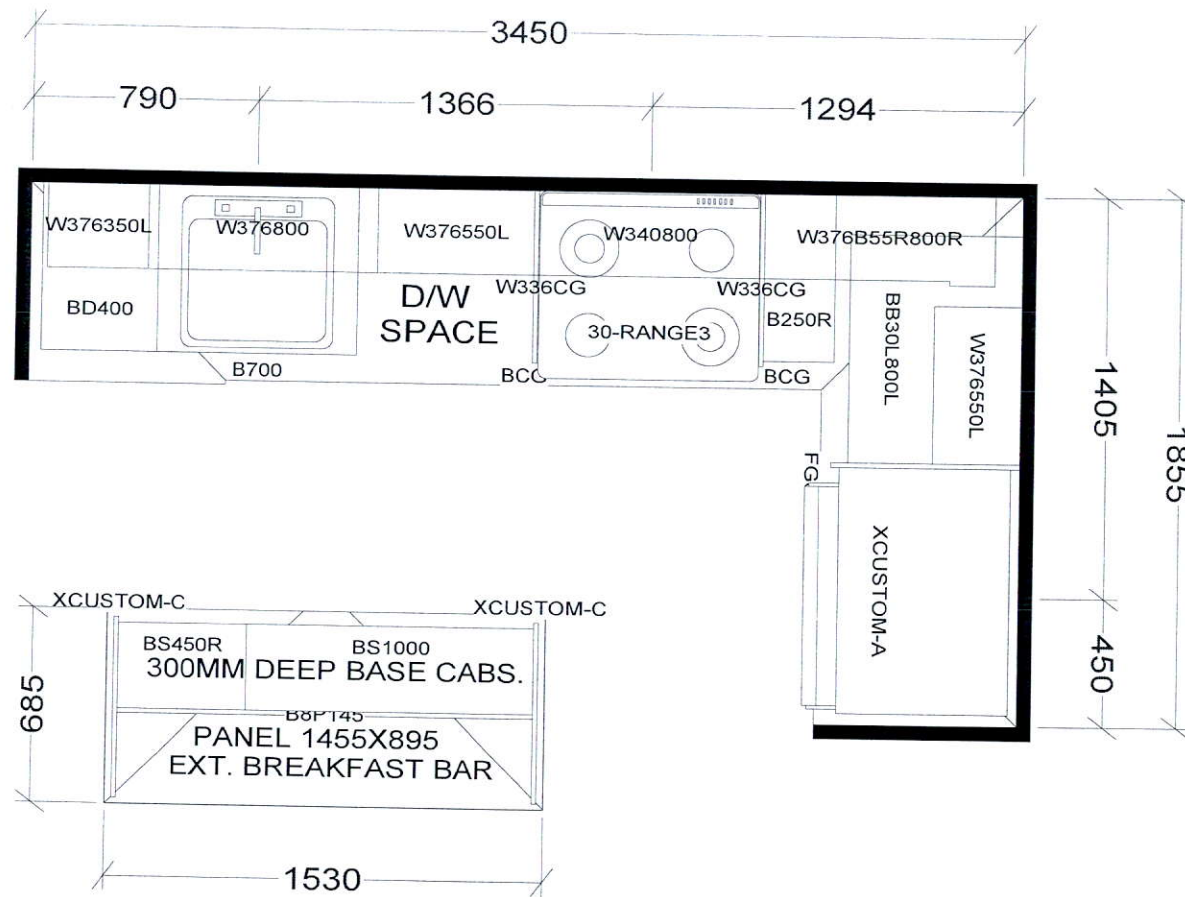 3450
790
1366
1294
W376350L
W376800
W376550L
W340800
W376B55R800R
W336CG
W336CG
BD400
D/W
SPACE
30-RANGE3
B250R
BB30L800L
W376550L
B700
BCG
BCG
FG
1405
1855
XCUSTOM-A
450
XCUSTOM-C
XCUSTOM-C
BS450R
BS1000
300MM DEEP BASE CABS.
685
B8P145
PANEL 1455X895
EXT. BREAKFAST BAR
1530